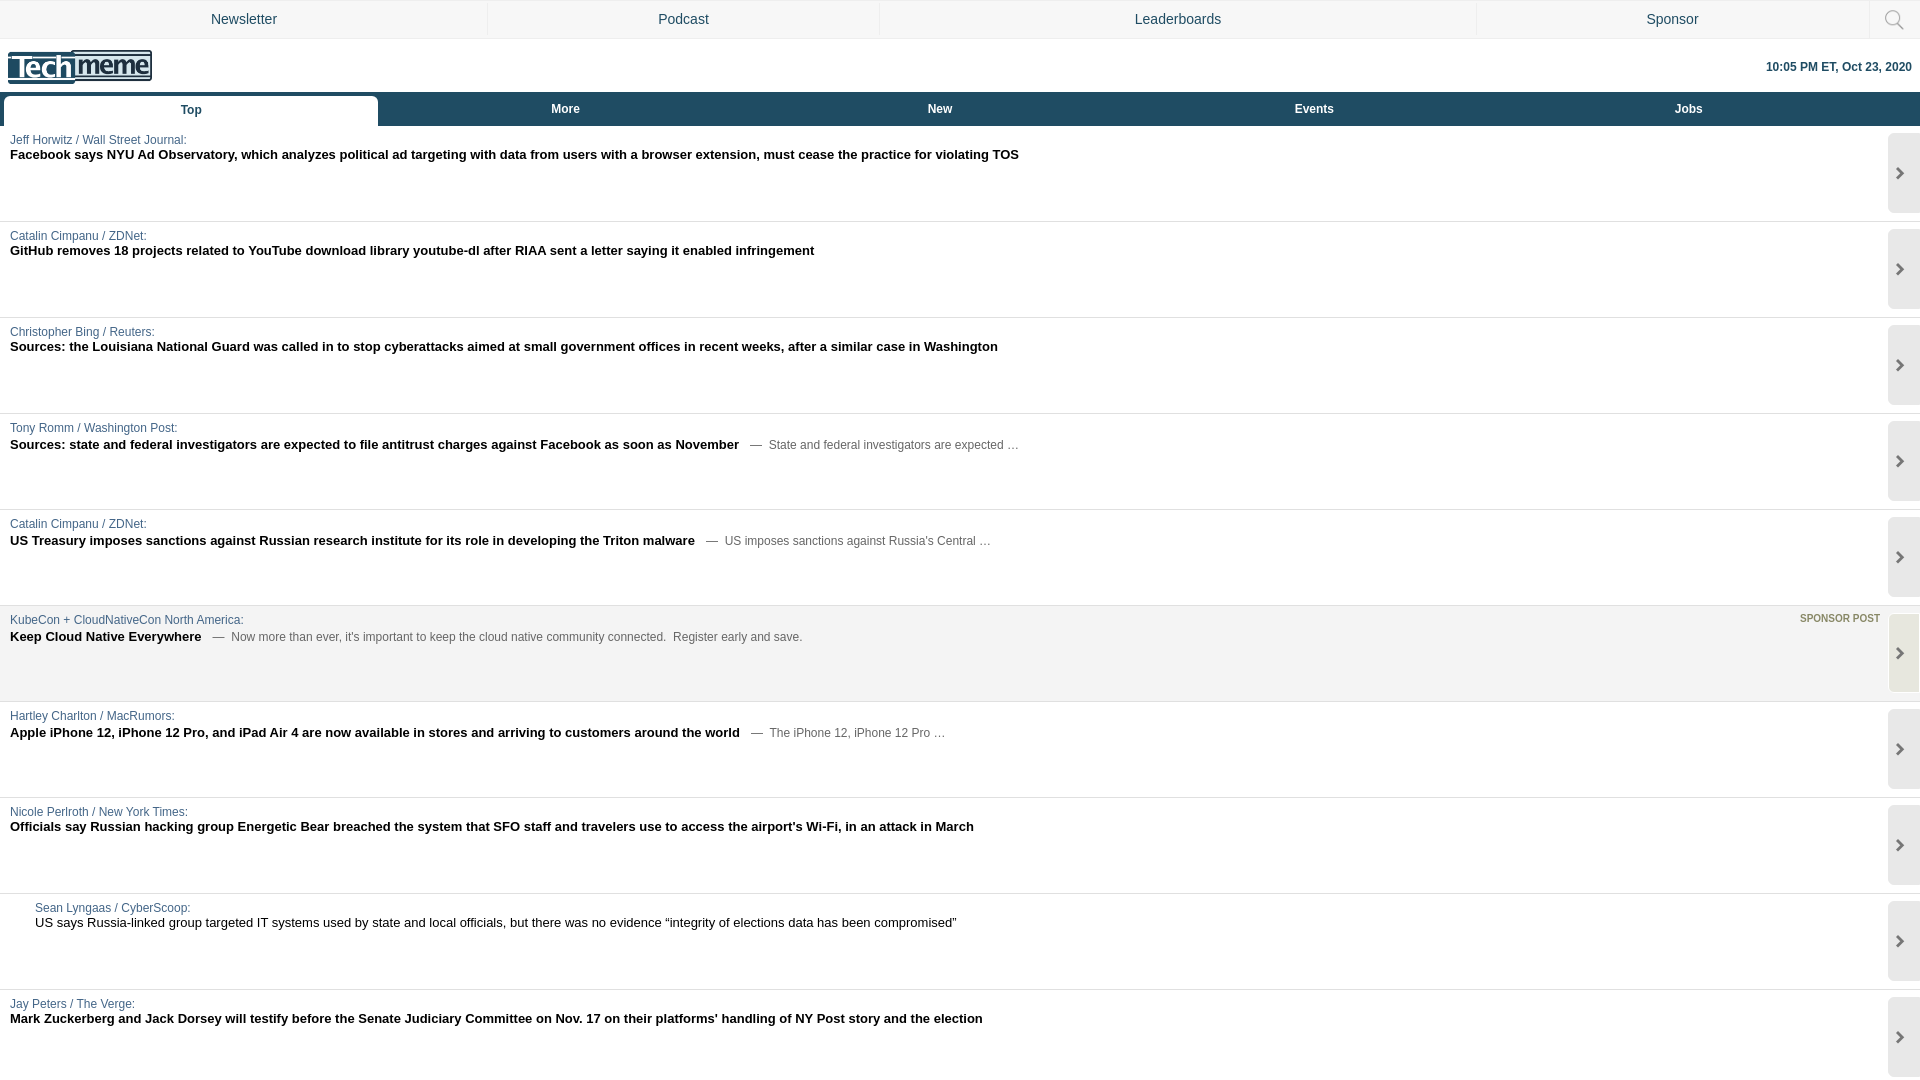 Newsletter
Podcast
Leaderboards
Sponsor
Techmeme
10:05 PM ET, Oct 23, 2020
Top
More
New
Events
Jobs
Jeff Horwitz / Wall Street Journal:
Facebook says NYU Ad Observatory, which analyzes political ad targeting with data from users with a browser extension, must cease the practice for violating TOS
Catalin Cimpanu / ZDNet:
GitHub removes 18 projects related to YouTube download library youtube-dl after RIAA sent a letter saying it enabled infringement
Christopher Bing / Reuters:
Sources: the Louisiana National Guard was called in to stop cyberattacks aimed at small government offices in recent weeks, after a similar case in Washington
Tony Romm / Washington Post:
Sources: state and federal investigators are expected to file antitrust charges against Facebook as soon as November — State and federal investigators are expected …
Catalin Cimpanu / ZDNet:
US Treasury imposes sanctions against Russian research institute for its role in developing the Triton malware — US imposes sanctions against Russia's Central …
KubeCon + CloudNativeCon North America:
SPONSOR POST
Keep Cloud Native Everywhere — Now more than ever, it's important to keep the cloud native community connected. Register early and save.
Hartley Charlton / MacRumors:
Apple iPhone 12, iPhone 12 Pro, and iPad Air 4 are now available in stores and arriving to customers around the world — The iPhone 12, iPhone 12 Pro …
Nicole Perlroth / New York Times:
Officials say Russian hacking group Energetic Bear breached the system that SFO staff and travelers use to access the airport's Wi-Fi, in an attack in March
Sean Lyngaas / CyberScoop:
US says Russia-linked group targeted IT systems used by state and local officials, but there was no evidence “integrity of elections data has been compromised”
Jay Peters / The Verge:
Mark Zuckerberg and Jack Dorsey will testify before the Senate Judiciary Committee on Nov. 17 on their platforms' handling of NY Post story and the election